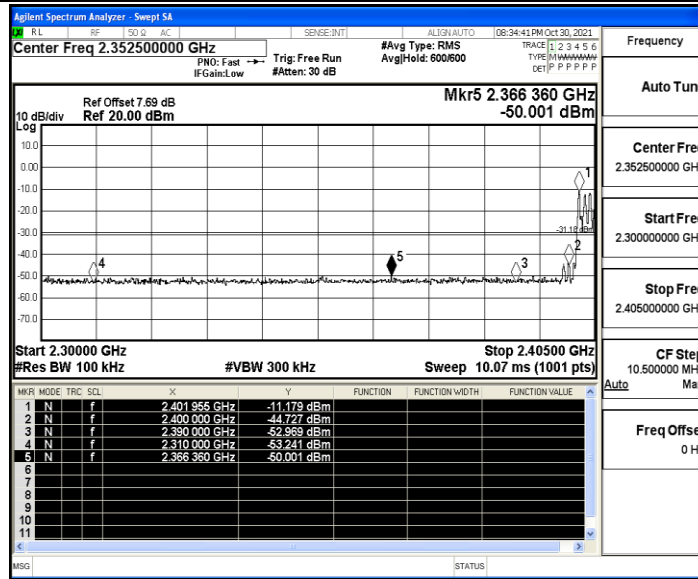 Agilent Spectrum Analyzer - Swept SA
RL RF 50 Ω AC SENSE:INT ALIGN AUTO 08:34:41 PM Oct 30, 2021
Center Freq 2.352500000 GHz #Avg Type: RMS TRACE 1 2 3 4 5 6
PNO: Fast Trig: Free Run Avg|Hold: 600/600 TYPE M
IFGain:Low #Atten: 30 dB DET P P P P P P
Ref Offset 7.69 dB Mkr5 2.366 360 GHz
10 dB/div Ref 20.00 dBm -50.001 dBm
Log
10.0
0.00
1
-10.0
-20.0
-30.0
-31.18 dBm
2
-40.0
4 5 3
-50.0
-60.0
-70.0
Start 2.30000 GHz Stop 2.40500 GHz
#Res BW 100 kHz #VBW 300 kHz Sweep 10.07 ms (1001 pts)
MKR MODE TRC SCL X Y FUNCTION FUNCTION WIDTH FUNCTION VALUE
1 N f 2.401 955 GHz -11.179 dBm
2 N f 2.400 000 GHz -44.727 dBm
3 N f 2.390 000 GHz -52.969 dBm
4 N f 2.310 000 GHz -53.241 dBm
5 N f 2.366 360 GHz -50.001 dBm
6
7
8
9
10
11
MSG STATUS
Frequency
Auto Tun
Center Fre
2.352500000 GH
Start Fre
2.300000000 GH
Stop Fre
2.405000000 GH
CF Step
10.500000 MH
Auto Ma
Freq Offse
0 H